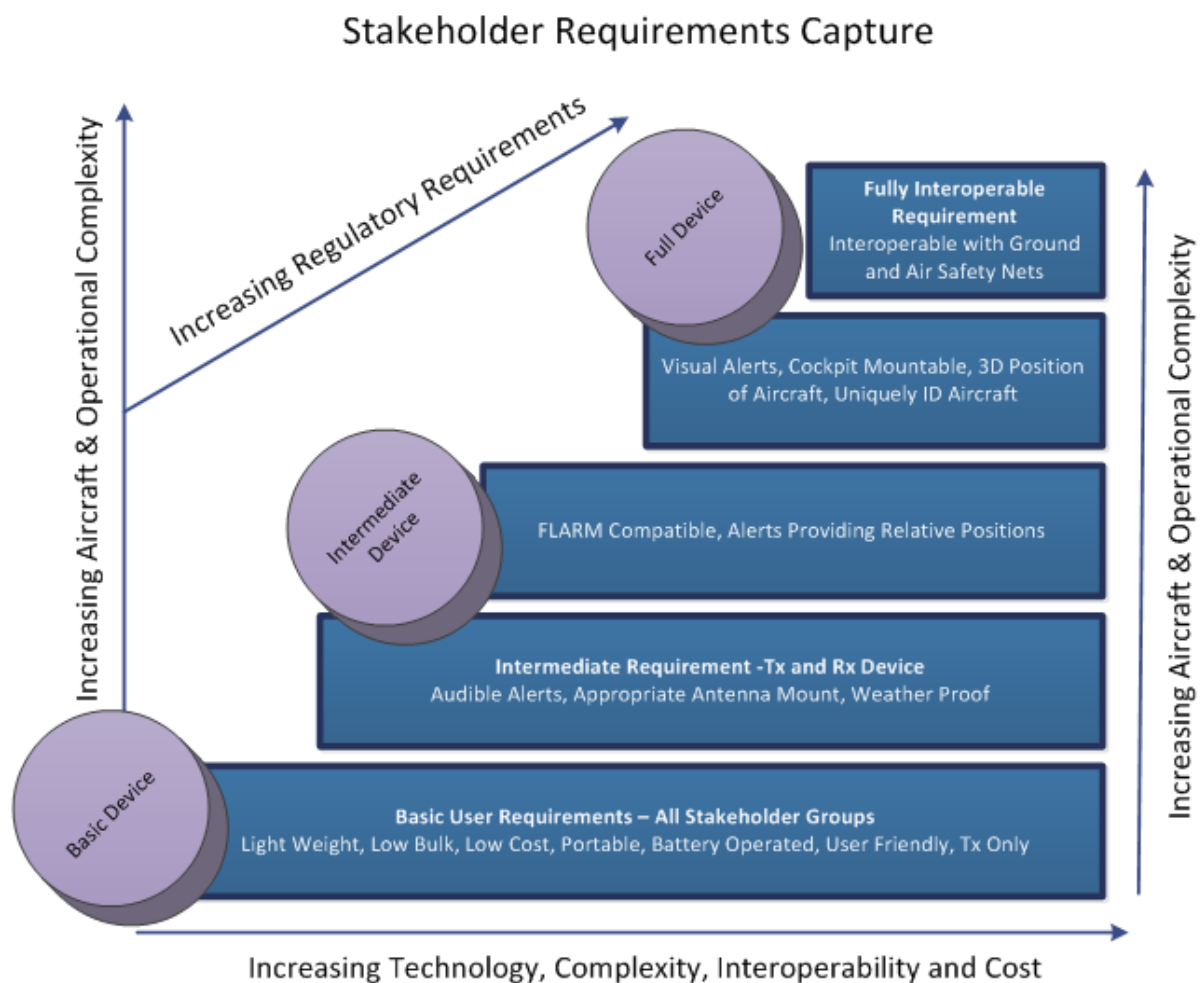 Stakeholder Requirements Capture
Increasing Aircraft & Operational Complexity
Increasing Regulatory Requirements
Full Device
Fully Interoperable
Requirement
Interoperable with Ground
and Air Safety Nets
Visual Alerts, Cockpit Mountable, 3D Position
of Aircraft, Uniquely ID Aircraft
Intermediate
Device
FLARM Compatible, Alerts Providing Relative Positions
Intermediate Requirement -Tx and Rx Device
Audible Alerts, Appropriate Antenna Mount, Weather Proof
Basic Device
Basic User Requirements – All Stakeholder Groups
Light Weight, Low Bulk, Low Cost, Portable, Battery Operated, User Friendly, Tx Only
Increasing Aircraft & Operational Complexity
Increasing Technology, Complexity, Interoperability and Cost